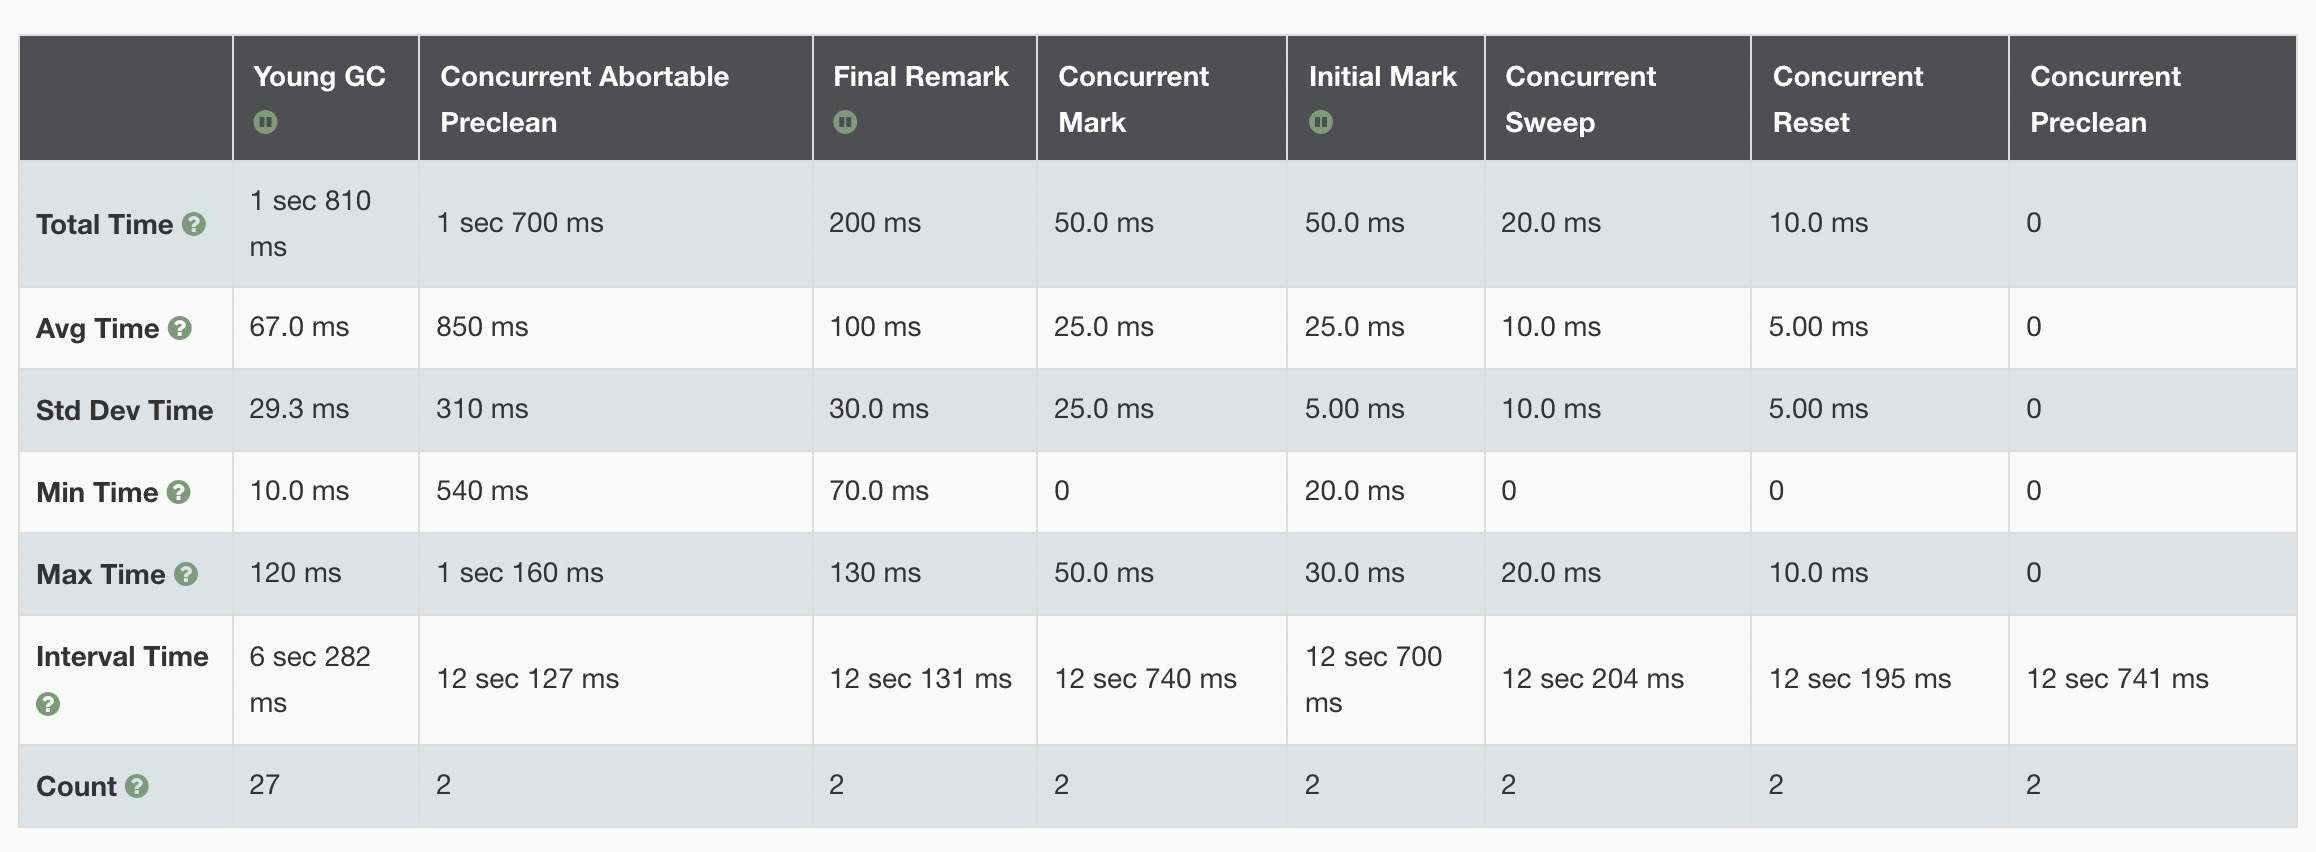 Young GC
Concurrent Abortable
Preclean
Final Remark
Concurrent
Mark
Initial Mark
Concurrent
Sweep
Concurrent
Reset
Concurrent
Preclean
Total Time ?
1 sec 810
ms
1 sec 700 ms
200 ms
50.0 ms
50.0 ms
20.0 ms
10.0 ms
0
Avg Time ?
67.0 ms
850 ms
100 ms
25.0 ms
25.0 ms
10.0 ms
5.00 ms
0
Std Dev Time
29.3 ms
310 ms
30.0 ms
25.0 ms
5.00 ms
10.0 ms
5.00 ms
0
Min Time ?
10.0 ms
540 ms
70.0 ms
0
20.0 ms
0
0
0
Max Time ?
120 ms
1 sec 160 ms
130 ms
50.0 ms
30.0 ms
20.0 ms
10.0 ms
0
Interval Time
?
6 sec 282
ms
12 sec 127 ms
12 sec 131 ms
12 sec 740 ms
12 sec 700
ms
12 sec 204 ms
12 sec 195 ms
12 sec 741 ms
Count ?
27
2
2
2
2
2
2
2